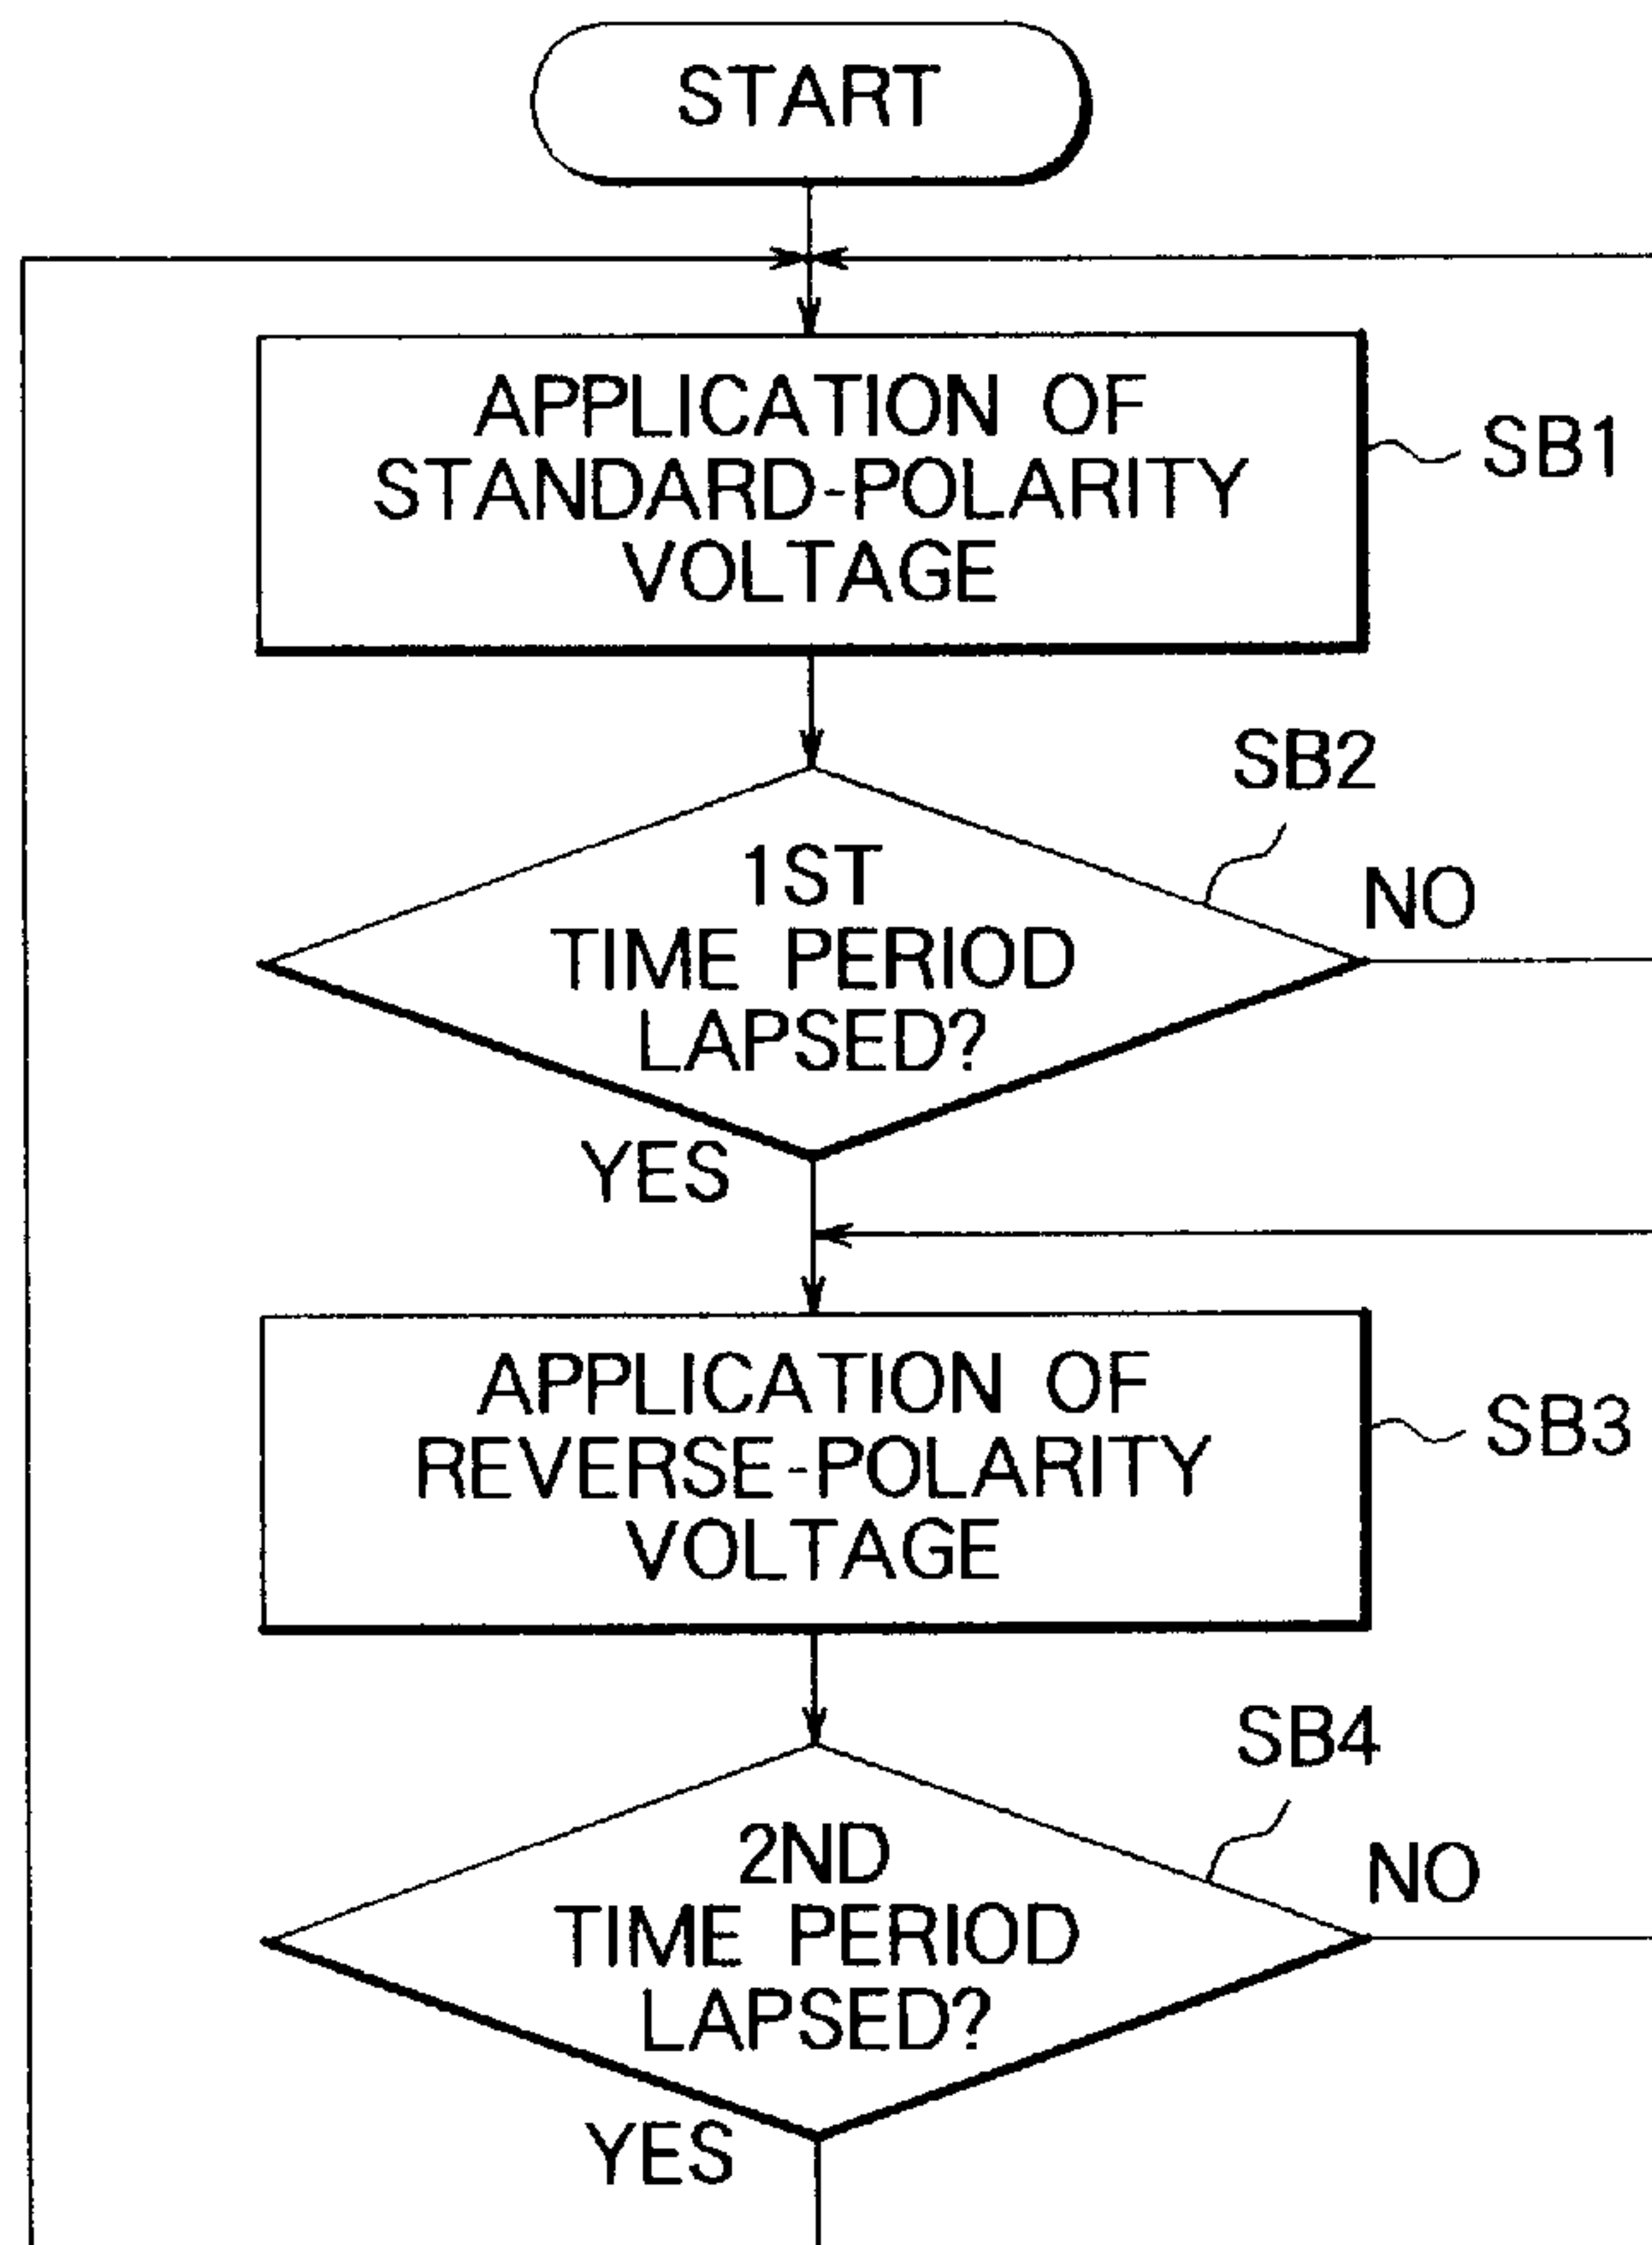 START
APPLICATION OF
STANDARD-POLARITY
VOLTAGE
SB1
SB2
1ST
TIME PERIOD
LAPSED?
NO
YES
APPLICATION OF
REVERSE-POLARITY
VOLTAGE
SB3
SB4
2ND
TIME PERIOD
LAPSED?
NO
YES